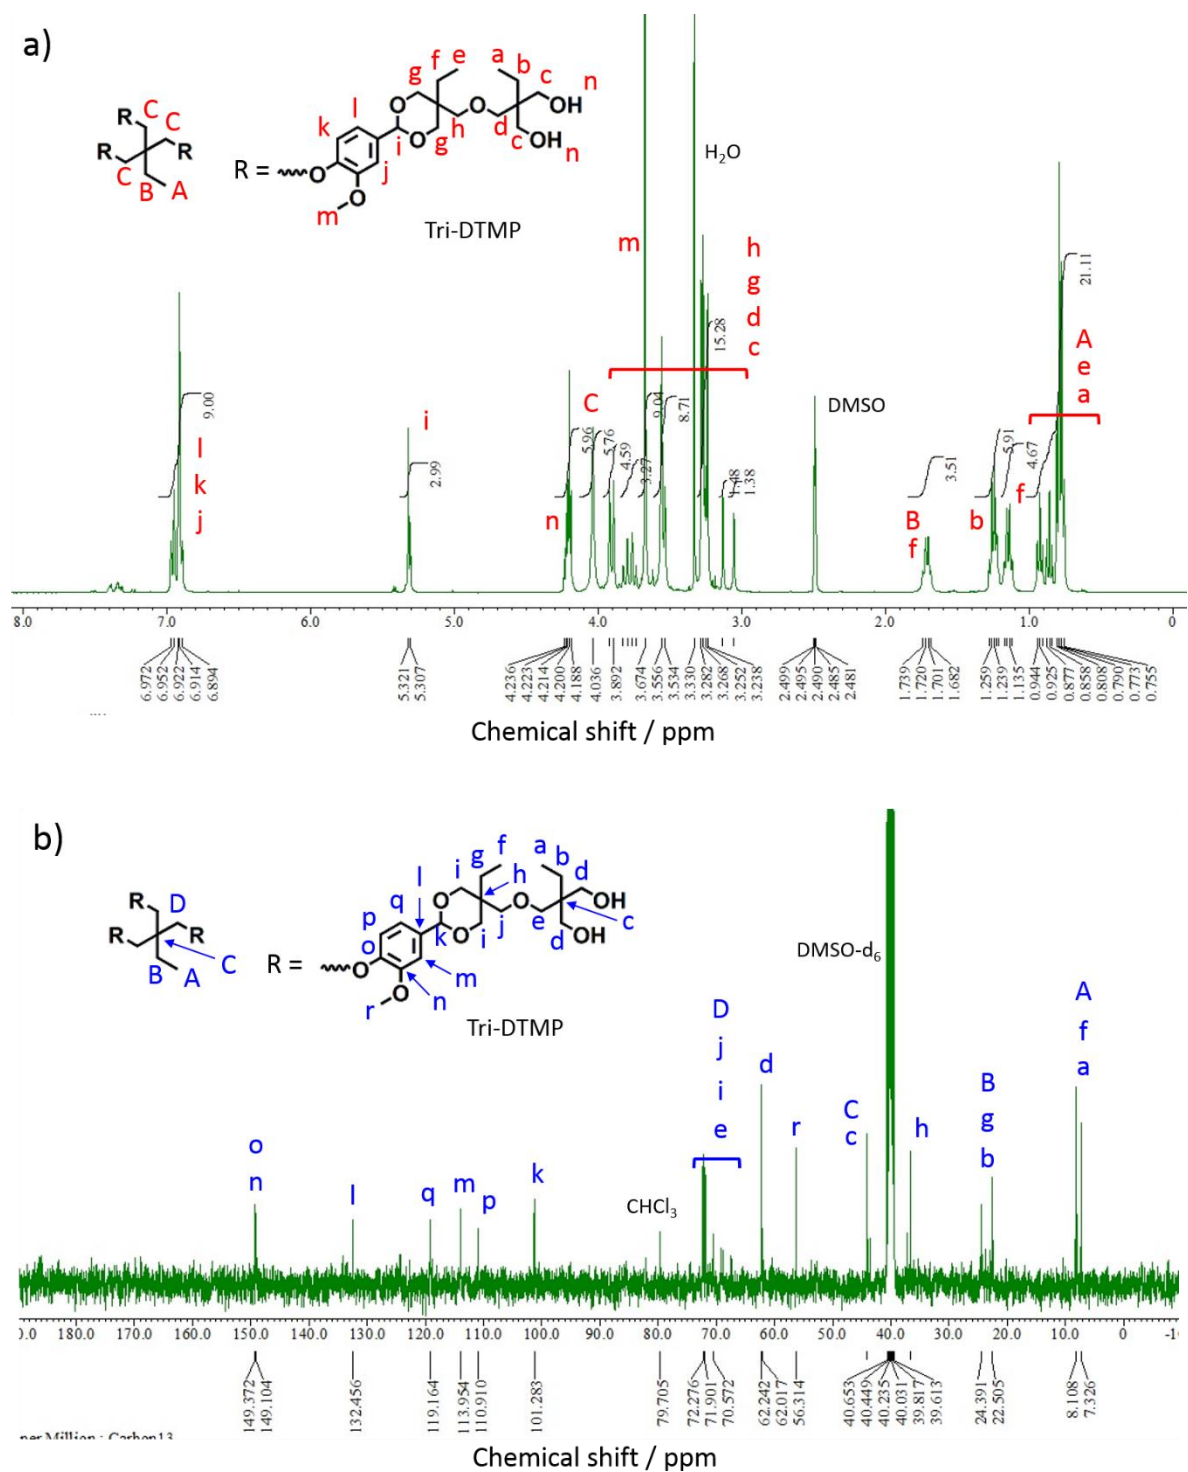 a)
f e a b
g c n
l O OH
R C k O
C d
R R h c OH
i O g n
R = O j
C B A
O
m
Tri-DTMP
H₂O
m
h
g
d
c
15.28
21.11
A
e
a
DMSO
9.00
l
k
j
i
2.99
C
n
5.96
5.76
4.59
3.27
9.04
8.71
1.48
1.38
B
f
3.51
b
5.91
f
4.67
8.0 7.0 6.0 5.0 4.0 3.0 2.0 1.0 0
6.972
6.952
6.922
6.914
6.894
5.321
5.307
4.236
4.223
4.214
4.200
4.188
4.036
3.892
3.674
3.556
3.534
3.330
3.282
3.268
3.252
3.238
2.499
2.495
2.490
2.485
2.481
1.739
1.720
1.701
1.682
1.259
1.239
1.135
0.944
0.925
0.877
0.858
0.808
0.790
0.773
0.755
Chemical shift / ppm
b)
f a
g b
l i h d
R D q O OH
p O c
R R k j e OH
o O i d
C R = O m
B A n
r O
Tri-DTMP
DMSO-d₆
D
j
i
e
A
f
a
d
B
g
b
C
c
r
h
o
n
l
q
m
p
k
CHCl₃
180.0 170.0 160.0 150.0 140.0 130.0 120.0 110.0 100.0 90.0 80.0 70.0 60.0 50.0 40.0 30.0 20.0 10.0 0
149.372
149.104
132.456
119.164
113.954
110.910
101.283
79.705
72.276
71.901
70.572
62.242
62.017
56.314
40.653
40.449
40.235
40.031
39.817
39.613
24.391
22.505
8.108
7.326
Million : Carbon13
Chemical shift / ppm